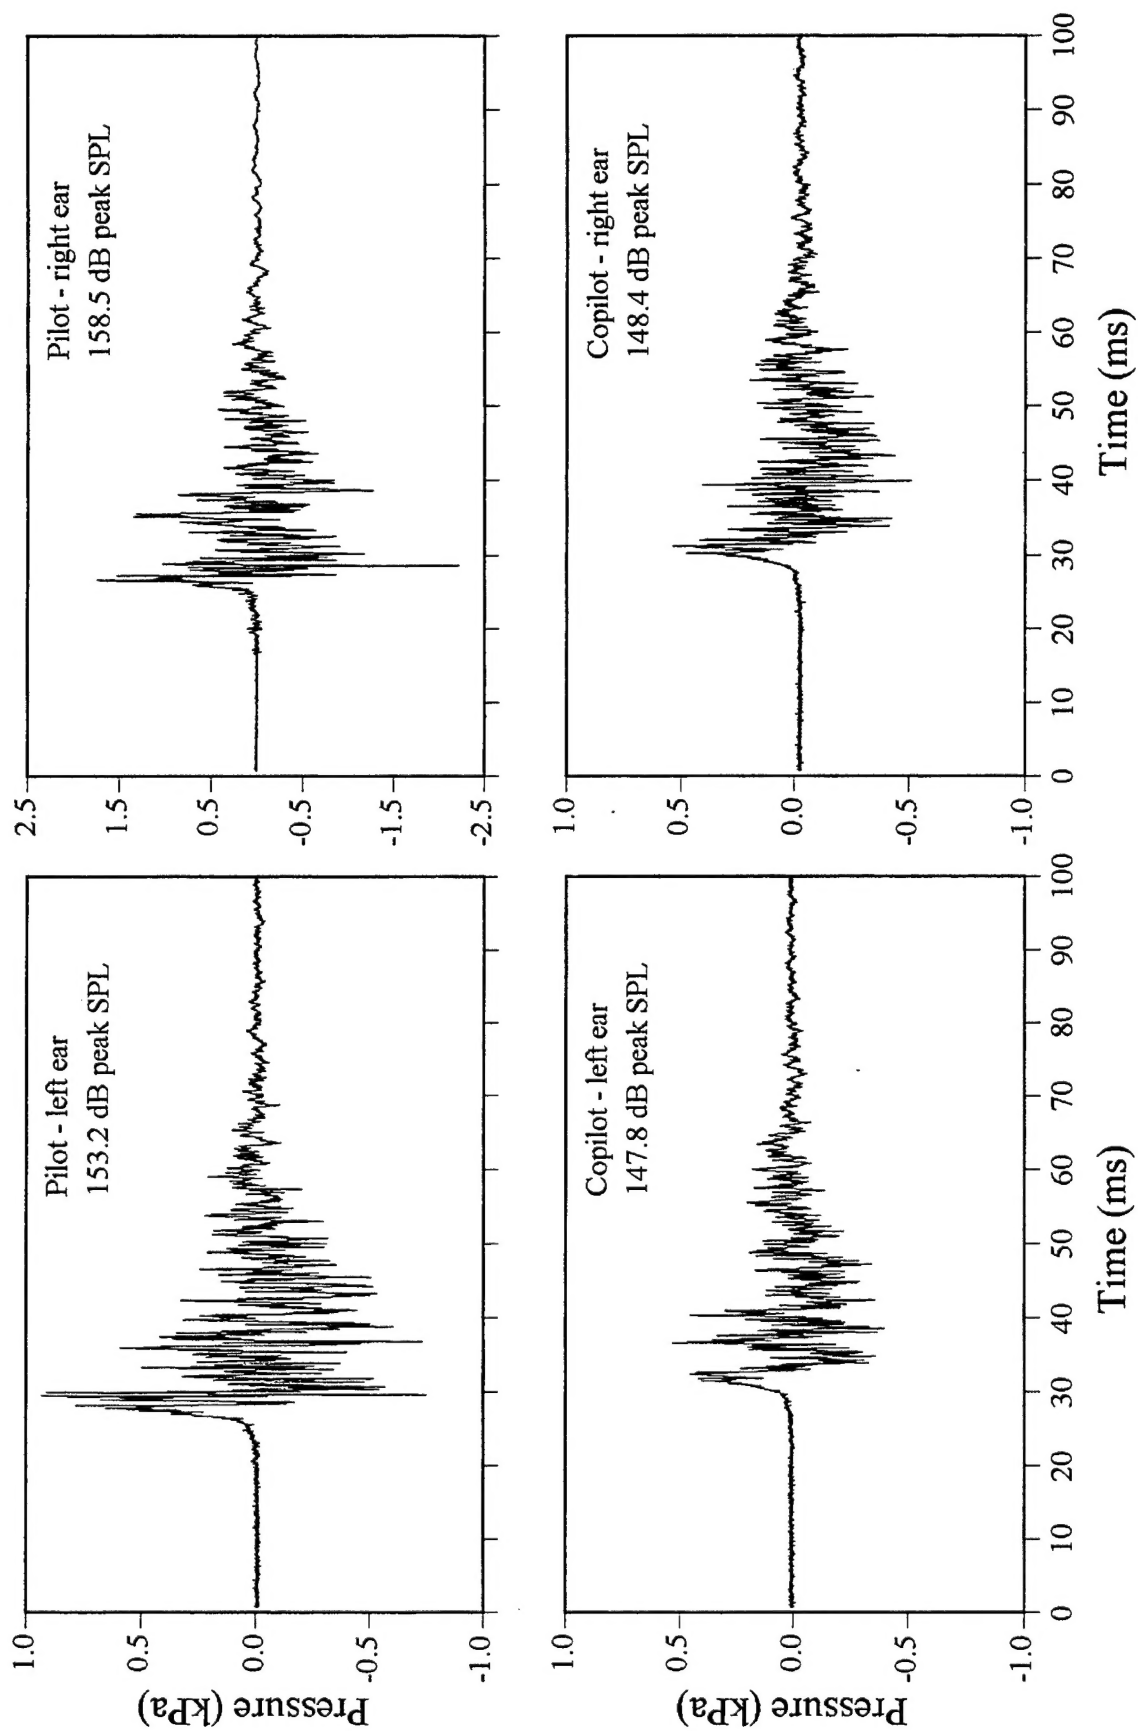 Pilot - left ear
153.2 dB peak SPL
Pressure (kPa)
1.0
0.5
0.0
-0.5
-1.0
Pilot - right ear
158.5 dB peak SPL
2.5
1.5
0.5
-0.5
-1.5
-2.5
Copilot - left ear
147.8 dB peak SPL
Pressure (kPa)
1.0
0.5
0.0
-0.5
-1.0
0 10 20 30 40 50 60 70 80 90 100
Time (ms)
Copilot - right ear
148.4 dB peak SPL
1.0
0.5
0.0
-0.5
-1.0
0 10 20 30 40 50 60 70 80 90 100
Time (ms)